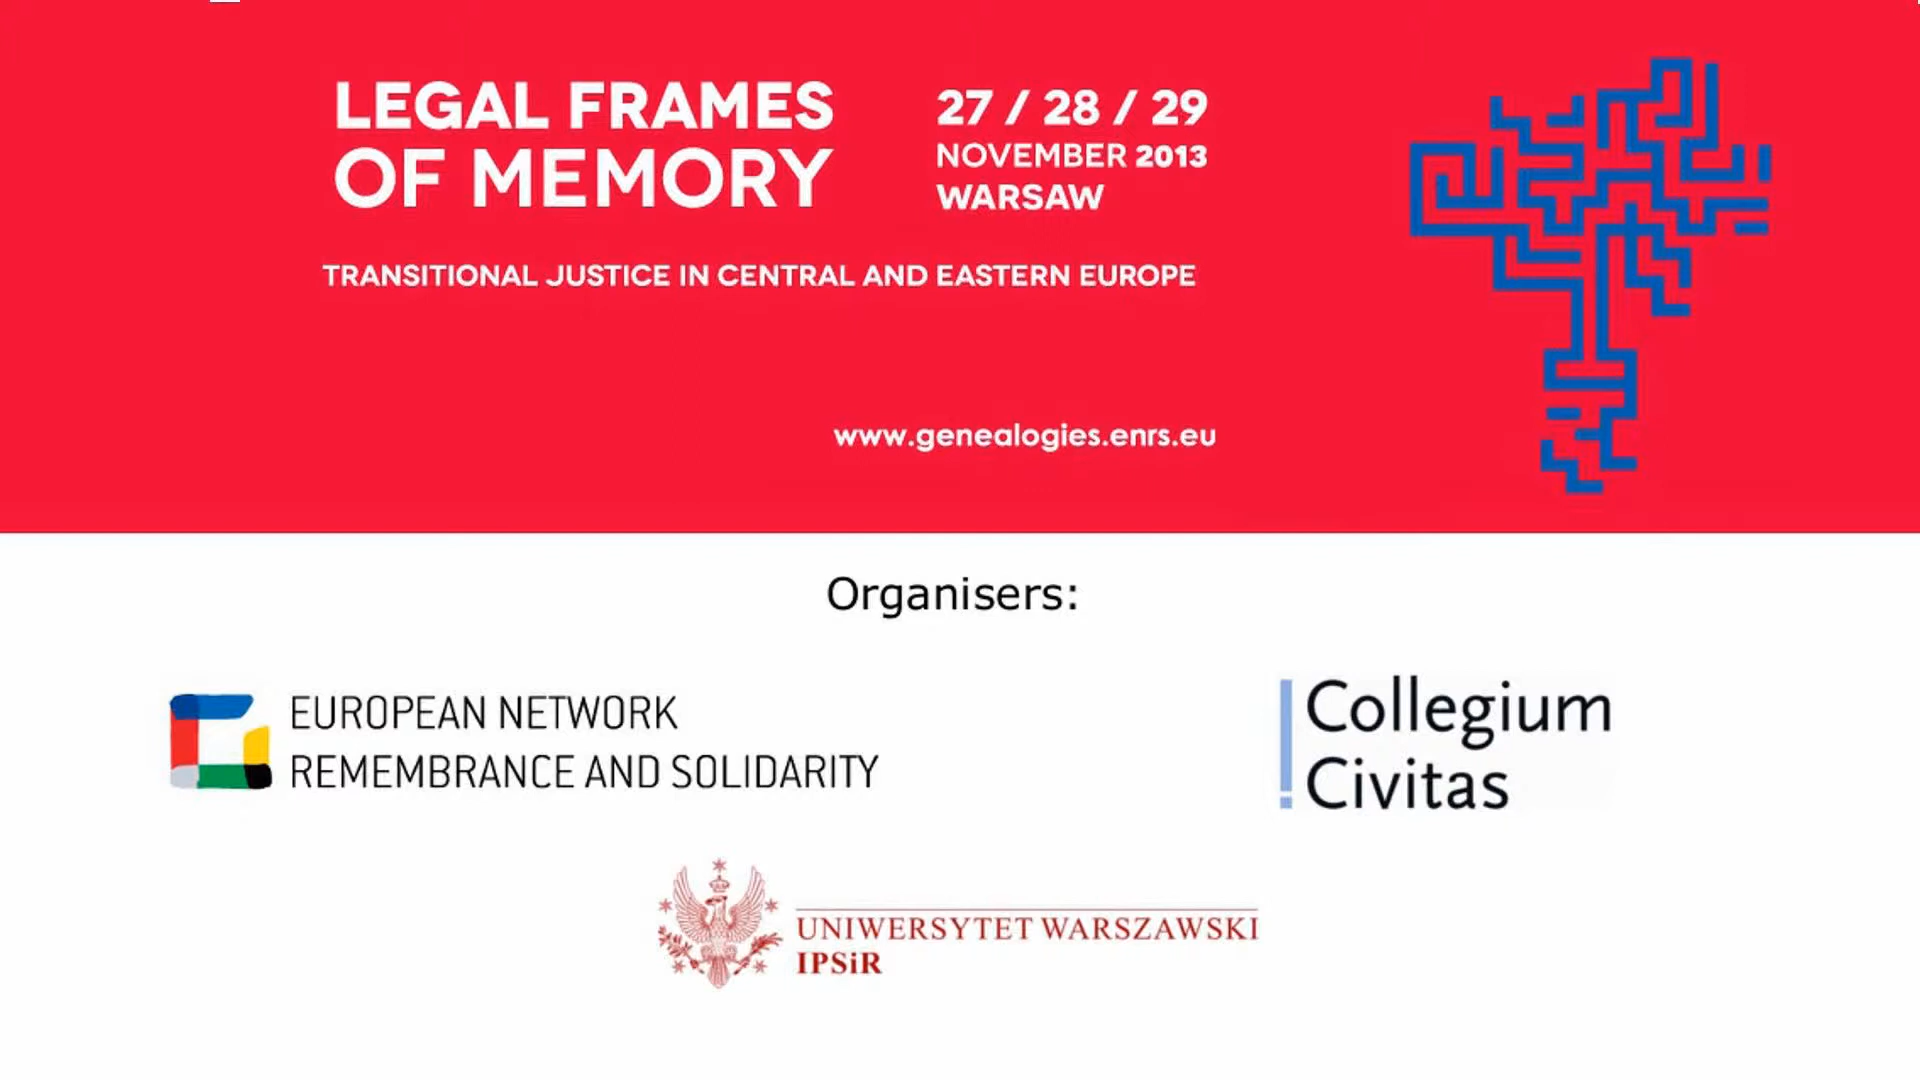 LEGAL FRAMES
OF MEMORY
27 / 28 / 29
NOVEMBER 2013
WARSAW
TRANSITIONAL JUSTICE IN CENTRAL AND EASTERN EUROPE
www.genealogies.enrs.eu
Organisers:
EUROPEAN NETWORK
REMEMBRANCE AND SOLIDARITY
Collegium
Civitas
UNIWERSYTET WARSZAWSKI
IPSiR